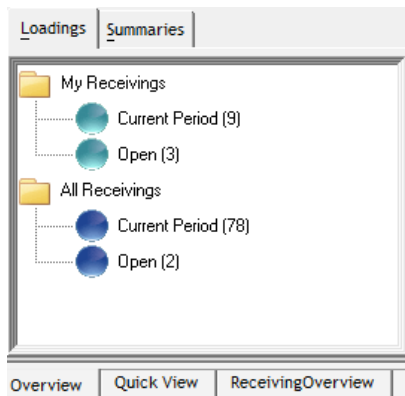 Loadings Summaries
My Receivings
Current Period (9)
Open (3)
All Receivings
Current Period (78)
Open (2)
Overview Quick View ReceivingOverview